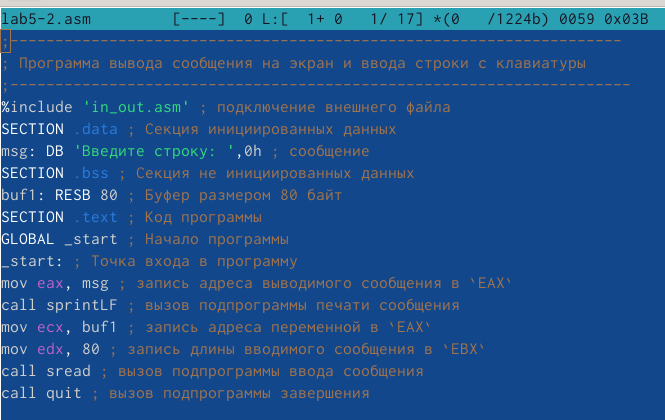 lab5-2.asm [----] 0 L:[ 1+ 0 1/ 17] *(0 /1224b) 0059 0x03B
;--------------------------------------------------------------------
; Программа вывода сообщения на экран и ввода строки с клавиатуры
;---------------------------------------------------------------------
%include 'in_out.asm' ; подключение внешнего файла
SECTION .data ; Секция инициированных данных
msg: DB 'Введите строку: ',0h ; сообщение
SECTION .bss ; Секция не инициированных данных
buf1: RESB 80 ; Буфер размером 80 байт
SECTION .text ; Код программы
GLOBAL _start ; Начало программы
_start: ; Точка входа в программу
mov eax, msg ; запись адреса выводимого сообщения в `EAX`
call sprintLF ; вызов подпрограммы печати сообщения
mov ecx, buf1 ; запись адреса переменной в `EAX`
mov edx, 80 ; запись длины вводимого сообщения в `EBX`
call sread ; вызов подпрограммы ввода сообщения
call quit ; вызов подпрограммы завершения